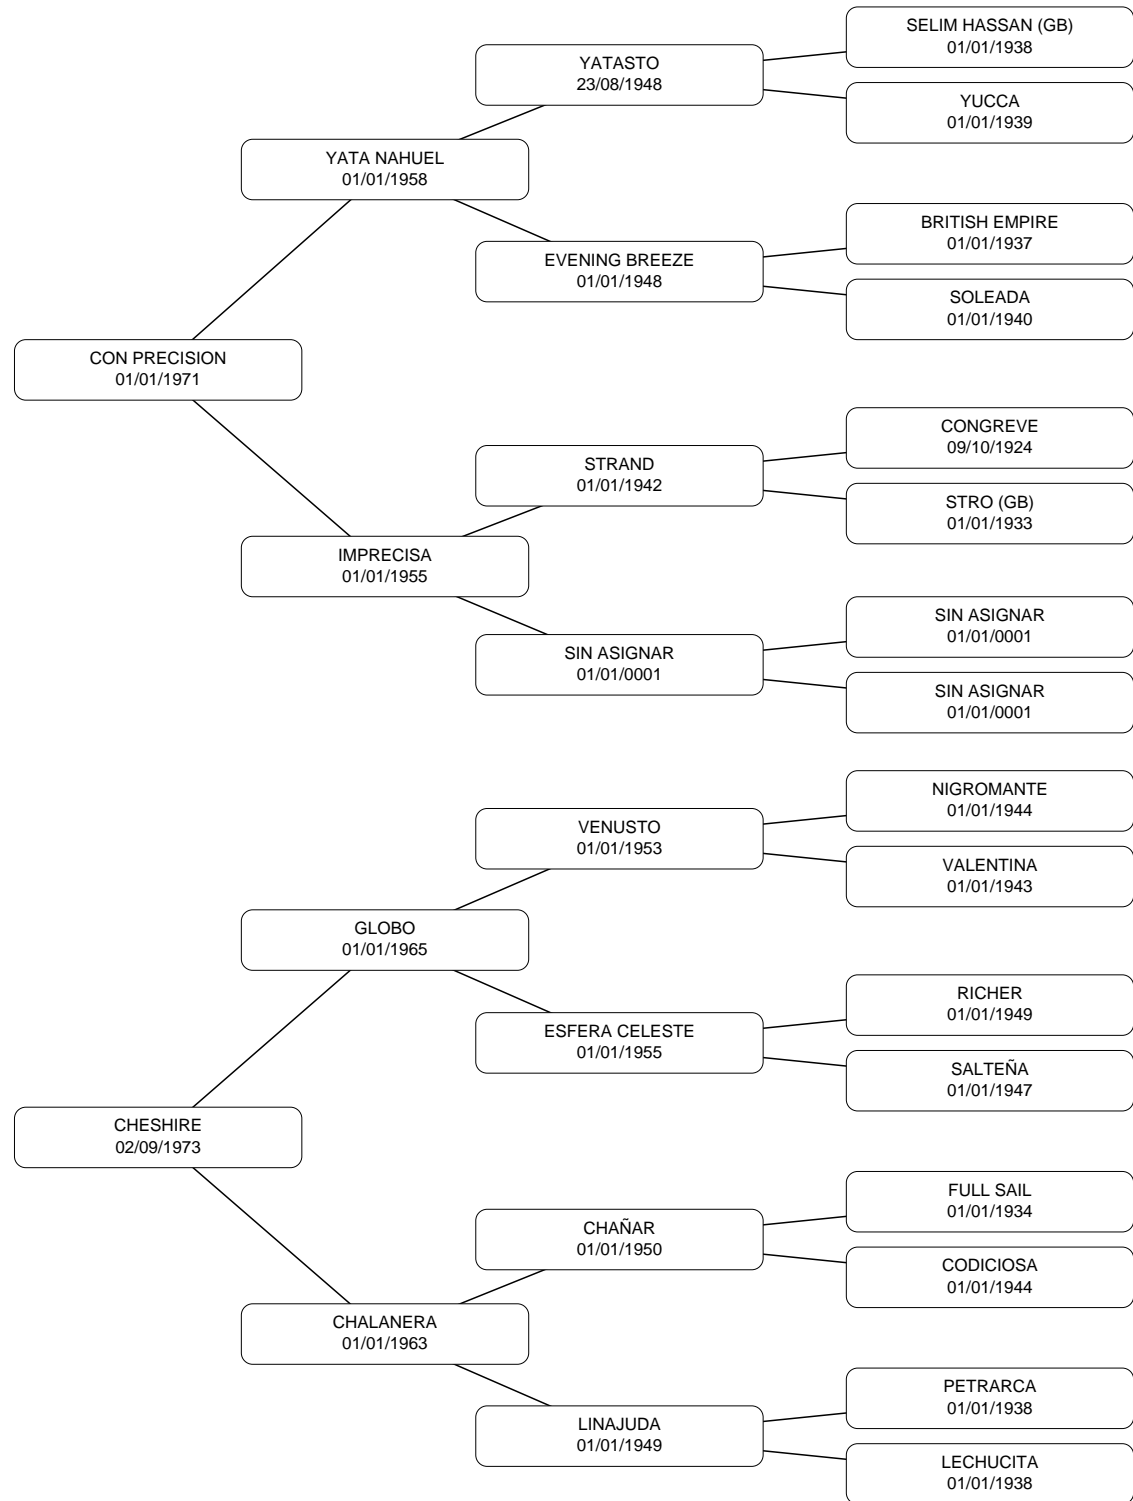 SELIM HASSAN (GB)
01/01/1938
YATASTO
23/08/1948
YUCCA
01/01/1939
YATA NAHUEL
01/01/1958
BRITISH EMPIRE
01/01/1937
EVENING BREEZE
01/01/1948
SOLEADA
01/01/1940
CON PRECISION
01/01/1971
CONGREVE
09/10/1924
STRAND
01/01/1942
STRO (GB)
01/01/1933
IMPRECISA
01/01/1955
SIN ASIGNAR
01/01/0001
SIN ASIGNAR
01/01/0001
SIN ASIGNAR
01/01/0001
NIGROMANTE
01/01/1944
VENUSTO
01/01/1953
VALENTINA
01/01/1943
GLOBO
01/01/1965
RICHER
01/01/1949
ESFERA CELESTE
01/01/1955
SALTEÑA
01/01/1947
CHESHIRE
02/09/1973
FULL SAIL
01/01/1934
CHAÑAR
01/01/1950
CODICIOSA
01/01/1944
CHALANERA
01/01/1963
PETRARCA
01/01/1938
LINAJUDA
01/01/1949
LECHUCITA
01/01/1938